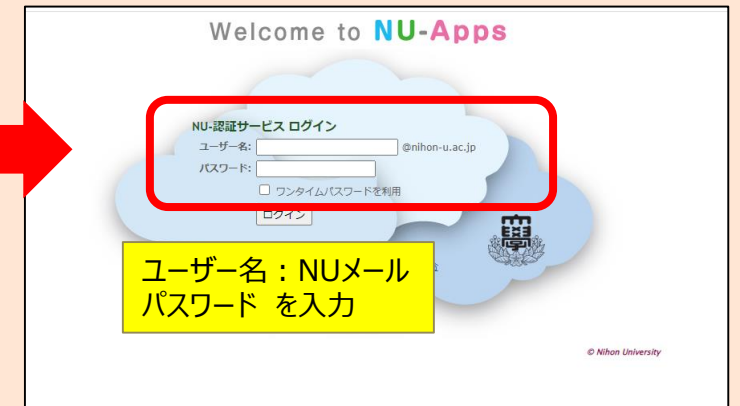 Welcome to NU-Apps
NU-認証サービス ログイン
ユーザー名: @nihon-u.ac.jp
パスワード:
ワンタイムパスワードを利用
ログイン
大學
ユーザー名：NUメール
パスワード を入力
© Nihon University